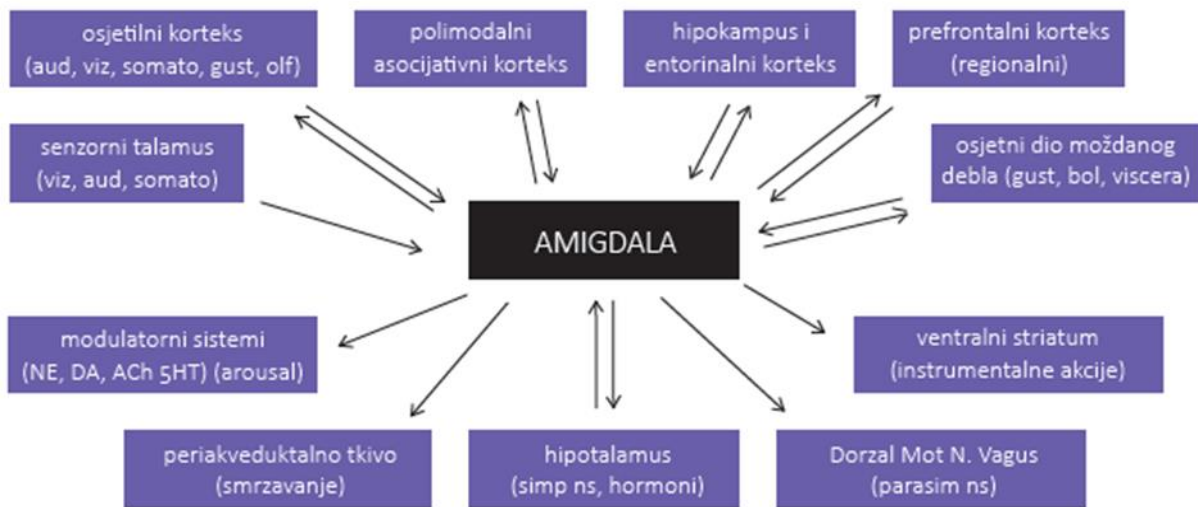 osjetilni korteks
(aud, viz, somato, gust, olf)
polimodalni
asocijativni korteks
hipokampus i
entorinalni korteks
prefrontalni korteks
(regionalni)
senzorni talamus
(viz, aud, somato)
osjetni dio moždanog
debla (gust, bol, viscera)
AMIGDALA
modulatorni sistemi
(NE, DA, ACh 5HT) (arousal)
ventralni striatum
(instrumentalne akcije)
periakveduktalno tkivo
(smrzavanje)
hipotalamus
(simp ns, hormoni)
Dorzal Mot N. Vagus
(parasim ns)